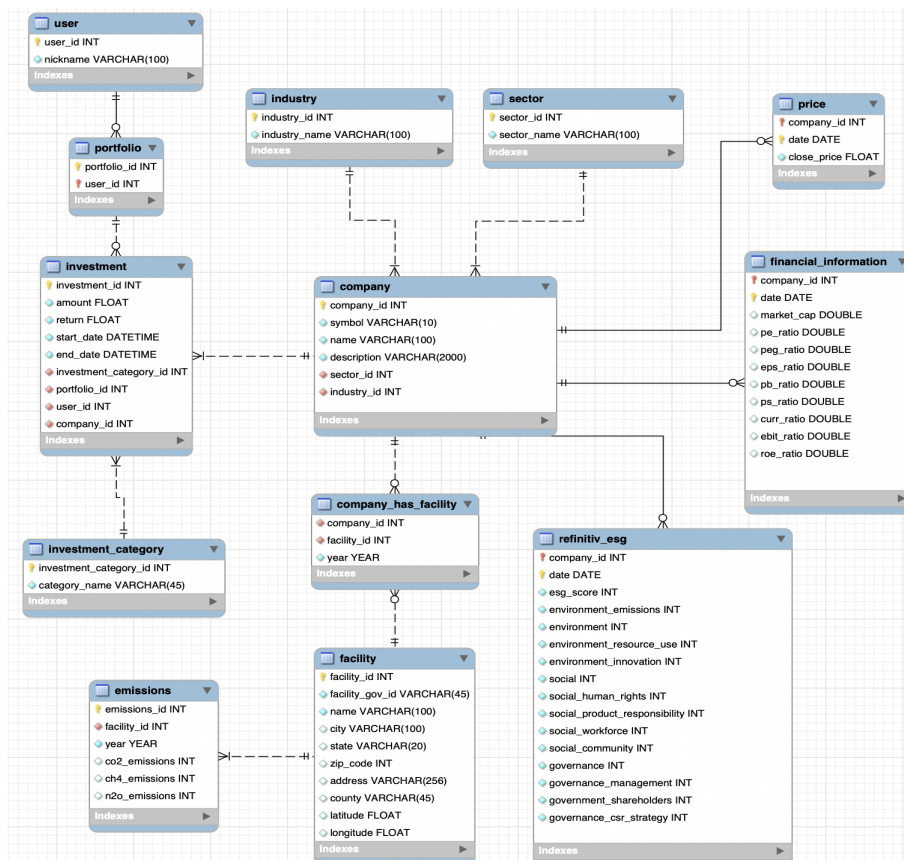 user
user_id INT
nickname VARCHAR(100)
Indexes
portfolio
portfolio_id INT
user_id INT
Indexes
industry
industry_id INT
industry_name VARCHAR(100)
Indexes
sector
sector_id INT
sector_name VARCHAR(100)
Indexes
price
company_id INT
date DATE
close_price FLOAT
Indexes
investment
investment_id INT
amount FLOAT
return FLOAT
start_date DATETIME
end_date DATETIME
investment_category_id INT
portfolio_id INT
user_id INT
company_id INT
Indexes
company
company_id INT
symbol VARCHAR(10)
name VARCHAR(100)
description VARCHAR(2000)
sector_id INT
industry_id INT
Indexes
financial_information
company_id INT
date DATE
market_cap DOUBLE
pe_ratio DOUBLE
peg_ratio DOUBLE
eps_ratio DOUBLE
pb_ratio DOUBLE
ps_ratio DOUBLE
curr_ratio DOUBLE
ebit_ratio DOUBLE
roe_ratio DOUBLE
Indexes
investment_category
investment_category_id INT
category_name VARCHAR(45)
Indexes
company_has_facility
company_id INT
facility_id INT
year YEAR
Indexes
refinitiv_esg
company_id INT
date DATE
esg_score INT
environment_emissions INT
environment INT
environment_resource_use INT
environment_innovation INT
social INT
social_human_rights INT
social_product_responsibility INT
social_workforce INT
social_community INT
governance INT
governance_management INT
government_shareholders INT
governance_csr_strategy INT
Indexes
emissions
emissions_id INT
facility_id INT
year YEAR
co2_emissions INT
ch4_emissions INT
n2o_emissions INT
Indexes
facility
facility_id INT
facility_gov_id VARCHAR(45)
name VARCHAR(100)
city VARCHAR(100)
state VARCHAR(20)
zip_code INT
address VARCHAR(256)
county VARCHAR(45)
latitude FLOAT
longitude FLOAT
Indexes